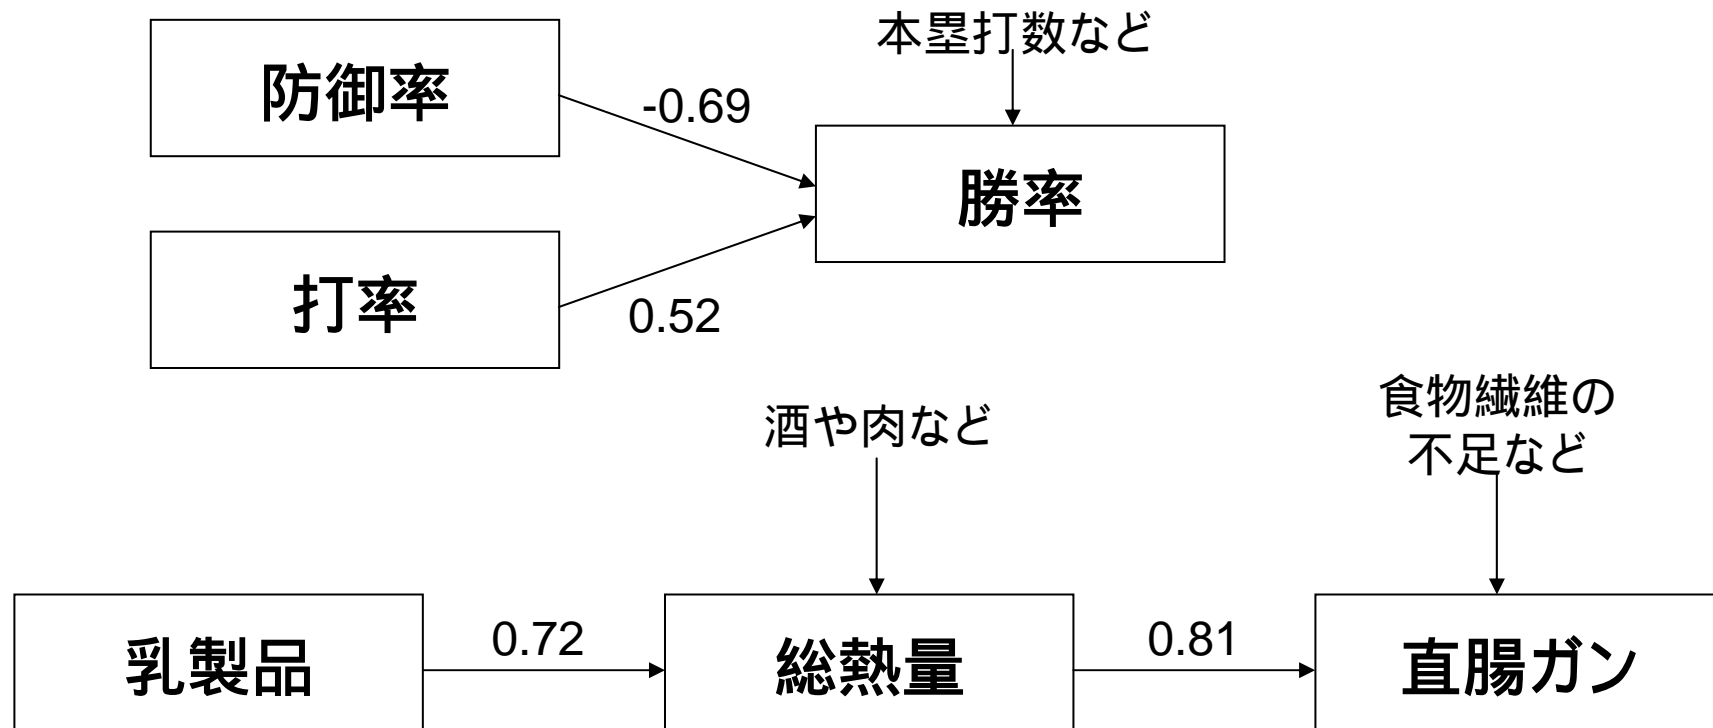 本塁打数など
防御率
-0.69
勝率
打率
0.52
食物繊維の
不足など
酒や肉など
乳製品
0.72
総熱量
0.81
直腸ガン